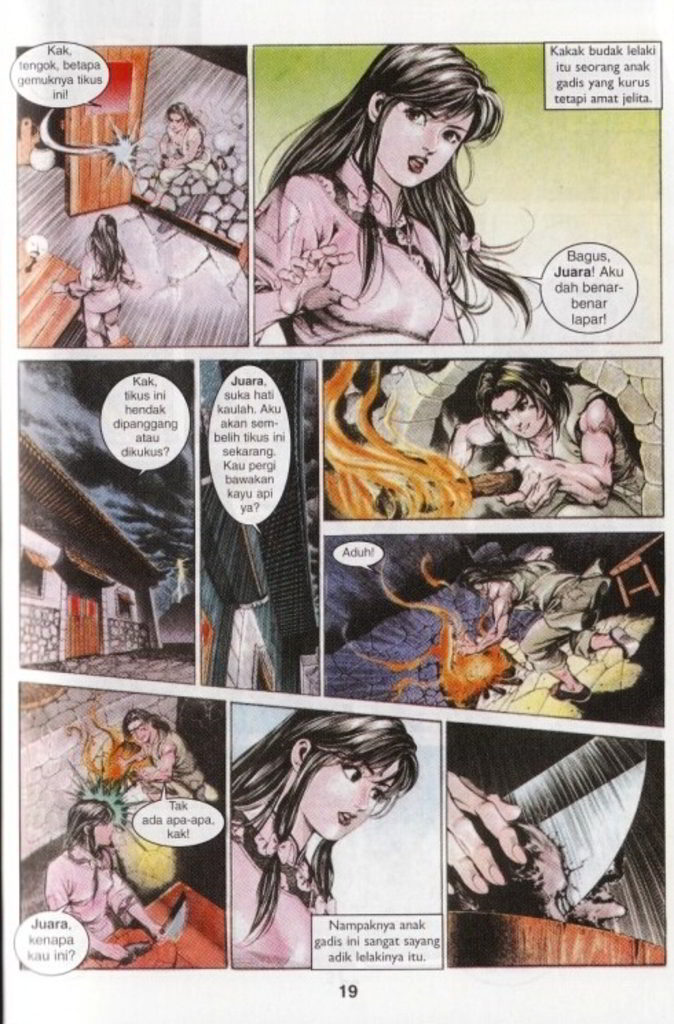 Kak,
tengok, betapa
gemuknya tikus
ini!
Kakak budak lelaki
itu seorang anak
gadis yang kurus
tetapi amat jelita.
Bagus,
Juara! Aku
dah benar-
benar
lapar!
Kak,
tikus ini
hendak
dipanggang
atau
dikukus?
Juara,
suka hati
kaulah. Aku
akan sem-
belih tikus ini
sekarang.
Kau pergi
bawakan
kayu api
ya?
Aduh!
Tak
ada apa-apa,
kak!
Juara,
kenapa
kau ini?
Nampaknya anak
gadis ini sangat sayang
adik lelakinya itu.
19